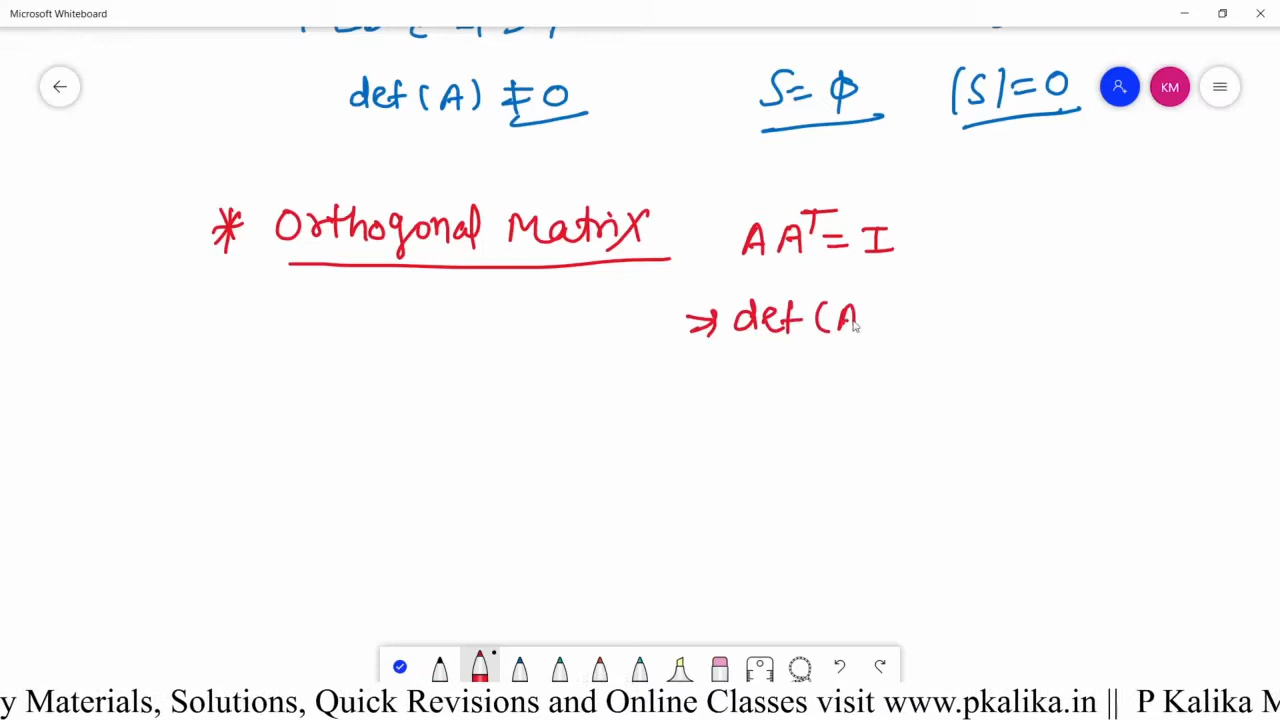 Microsoft Whiteboard
det(A) ≠ 0 S = ϕ |S| = 0
KM
* Orthogonal Matrix AAᵀ = I
→ det (A
y Materials, Solutions, Quick Revisions and Online Classes visit www.pkalika.in || P Kalika M